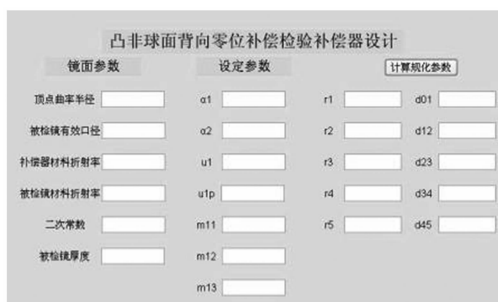 凸非球面背向零位补偿检验补偿器设计
镜面参数 设定参数 计算规化参数
顶点曲率半径 α1 r1 d01
被检镜有效口径 α2 r2 d12
补偿器材料折射率 u1 r3 d23
被检镜材料折射率 u1p r4 d34
二次常数 m11 r5 d45
被检镜厚度 m12
m13